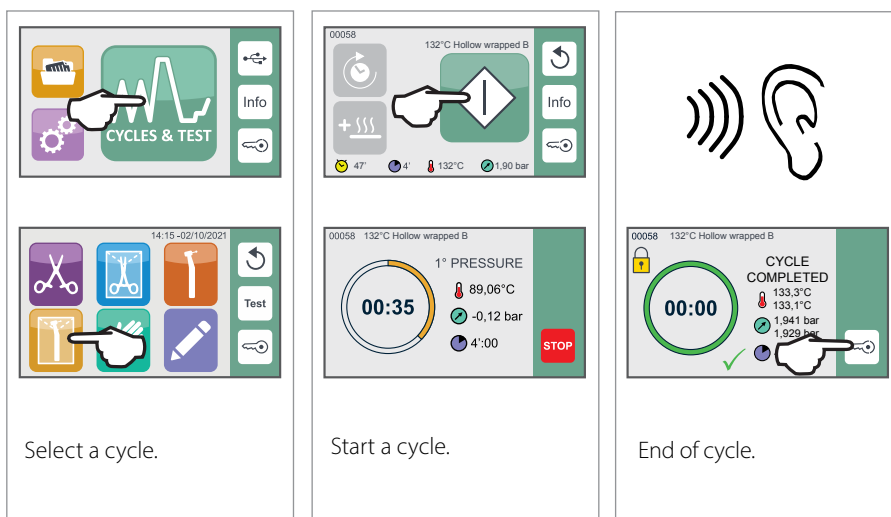 Info
CYCLES & TEST
14:15 -02/10/2021
Test
Select a cycle.
00058
132°C Hollow wrapped B
Info
47’
4’
132°C
1,90 bar
00058 132°C Hollow wrapped B
1° PRESSURE
89,06°C
00:35
-0,12 bar
4’:00
STOP
Start a cycle.
00058 132°C Hollow wrapped B
CYCLE
COMPLETED
133,3°C
133,1°C
00:00
1,941 bar
1,929 bar
End of cycle.